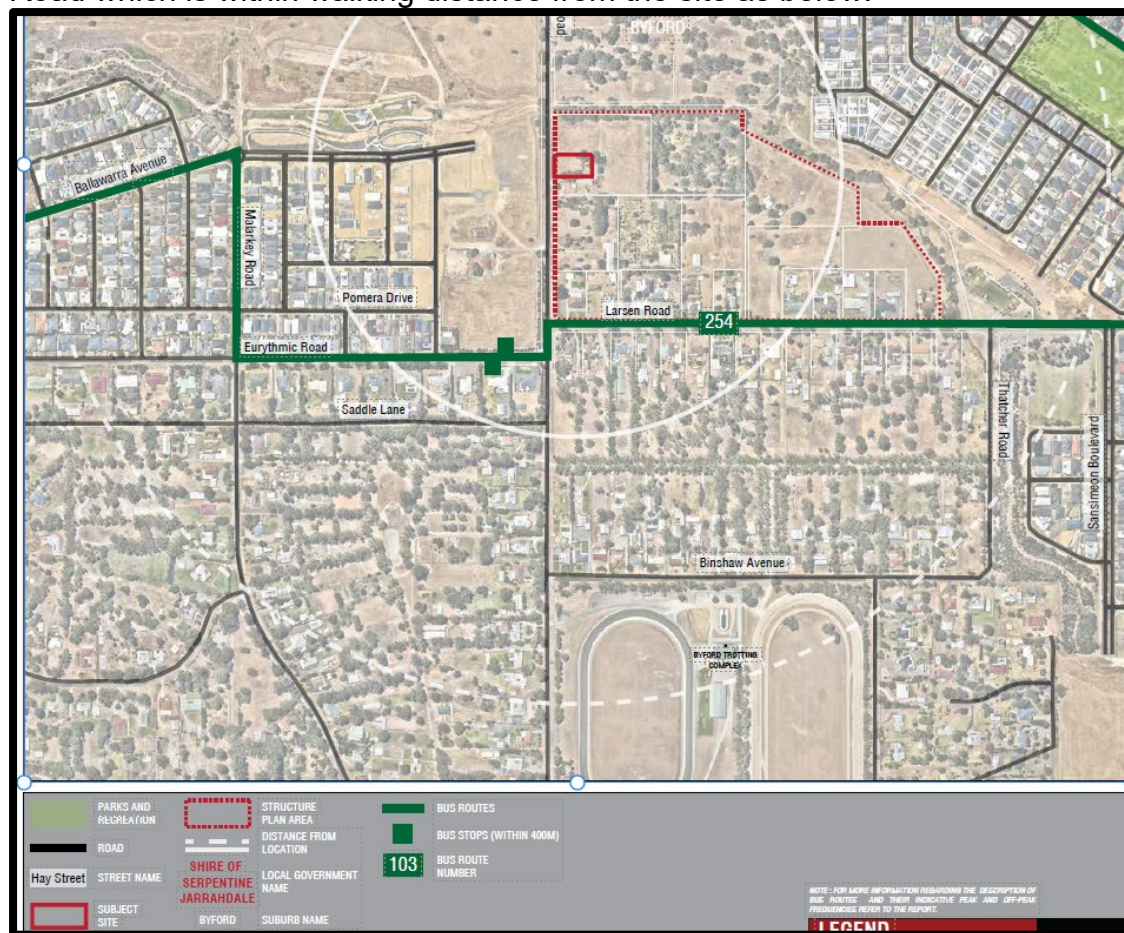 Road which is within walking distance from the site as below:
Road
BYFORD
Ballawarra Avenue
Malarkey Road
Pomera Drive
Larsen Road
254
Eurythmic Road
Saddle Lane
Thatcher Road
Sansimeon Boulevard
Binshaw Avenue
BYFORD TROTTING
COMPLEX
PARKS AND
RECREATION
ROAD
Hay Street
STREET NAME
SUBJECT
SITE
STRUCTURE
PLAN AREA
DISTANCE FROM
LOCATION
SHIRE OF
SERPENTINE
JARRAHDALE
LOCAL GOVERNMENT
NAME
BYFORD
SUBURB NAME
BUS ROUTES
BUS STOPS (WITHIN 400M)
103
BUS ROUTE
NUMBER
NOTE : FOR MORE INFORMATION REGARDING THE DESCRIPTION OF
BUS ROUTES AND THEIR INDICATIVE PEAK AND OFF-PEAK
FREQUENCIES REFER TO THE REPORT.
LEGEND